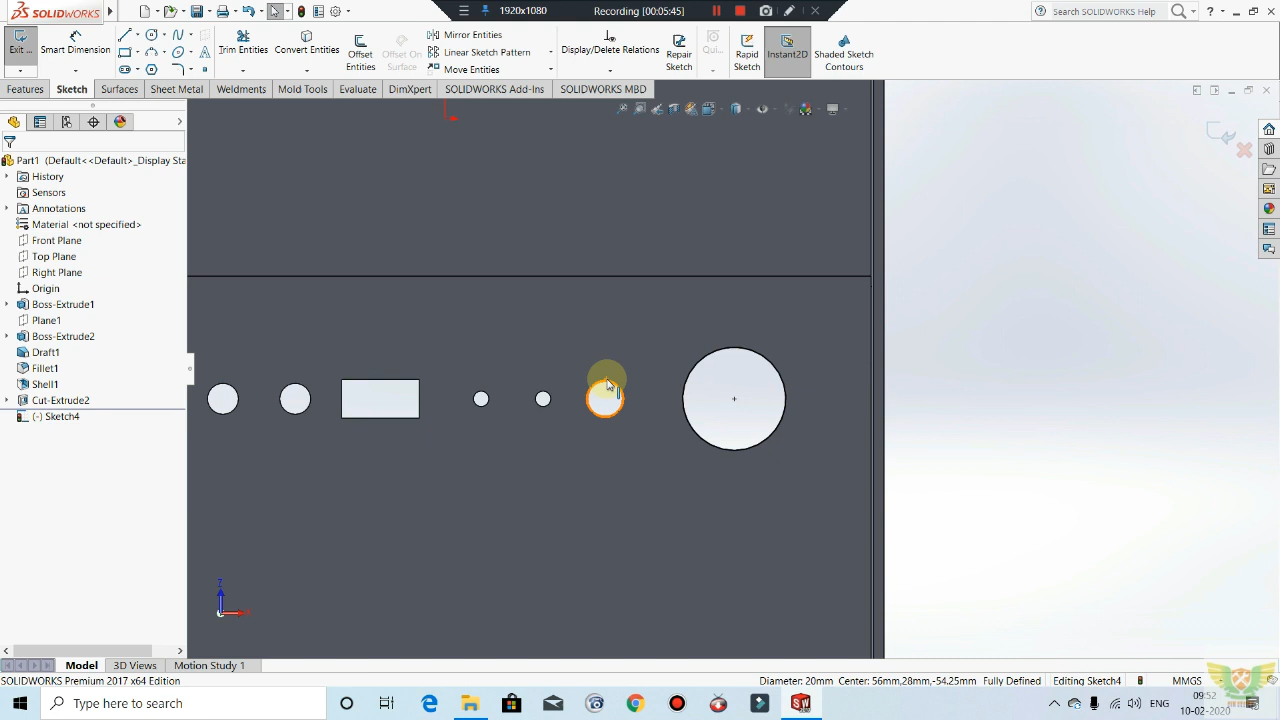 SOLIDWORKS
1920x1080
Recording [00:05:45]
Search SOLIDWORKS Help
Exit ...
Smart Dimension
Trim Entities
Convert Entities
Offset Entities
Offset On Surface
Mirror Entities
Linear Sketch Pattern
Move Entities
Display/Delete Relations
Repair Sketch
Qui...
Rapid Sketch
Instant2D
Shaded Sketch Contours
Features
Sketch
Surfaces
Sheet Metal
Weldments
Mold Tools
Evaluate
DimXpert
SOLIDWORKS Add-Ins
SOLIDWORKS MBD
Part1 (Default<<Default>_Display Sta
History
Sensors
Annotations
Material <not specified>
Front Plane
Top Plane
Right Plane
Origin
Boss-Extrude1
Plane1
Boss-Extrude2
Draft1
Fillet1
Shell1
Cut-Extrude2
(-) Sketch4
Z
Model
3D Views
Motion Study 1
SOLIDWORKS Premium 2017 x64 Edition
Diameter: 20mm Center: 56mm,28mm,-54.25mm Fully Defined
Editing Sketch4
MMGS
Type here to search
ENG
09:52
10-02-2020